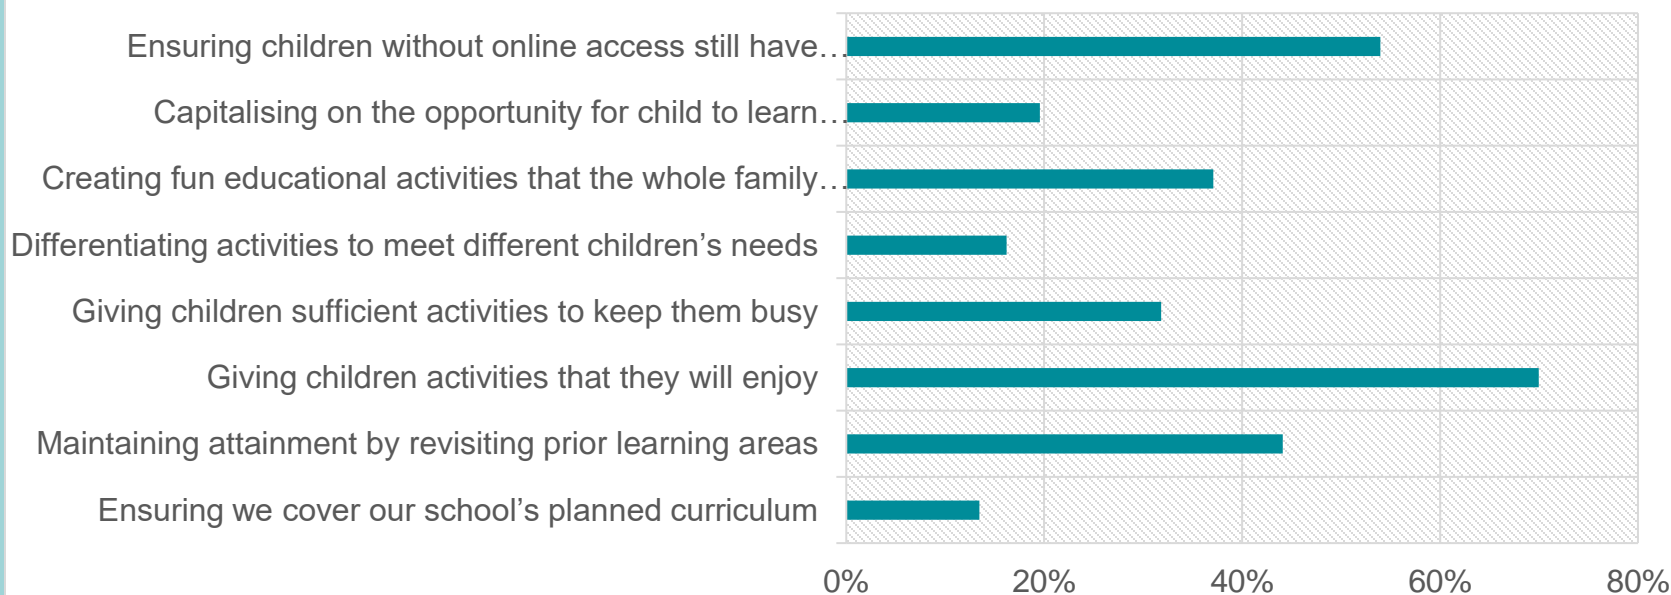 Ensuring children without online access still have…
Capitalising on the opportunity for child to learn…
Creating fun educational activities that the whole family…
Differentiating activities to meet different children’s needs
Giving children sufficient activities to keep them busy
Giving children activities that they will enjoy
Maintaining attainment by revisiting prior learning areas
Ensuring we cover our school’s planned curriculum
0% 20% 40% 60% 80%